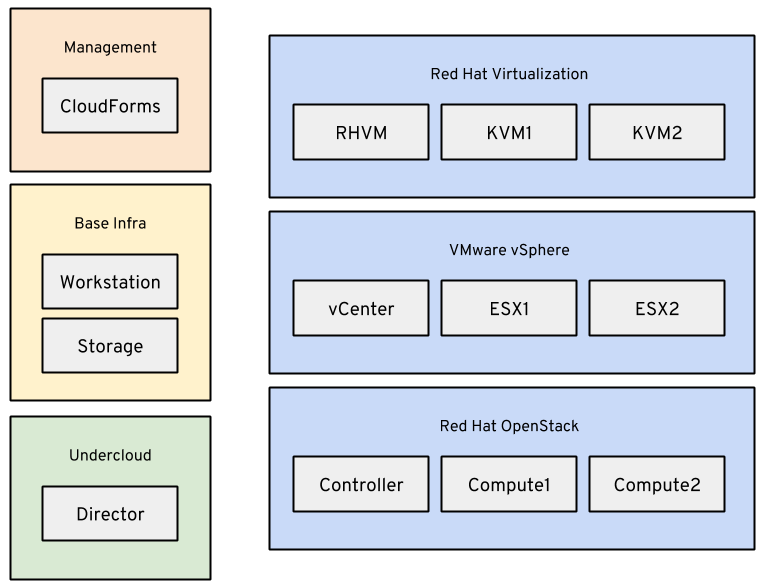 Management
CloudForms
Base Infra
Workstation
Storage
Undercloud
Director
Red Hat Virtualization
RHVM
KVM1
KVM2
VMware vSphere
vCenter
ESX1
ESX2
Red Hat OpenStack
Controller
Compute1
Compute2